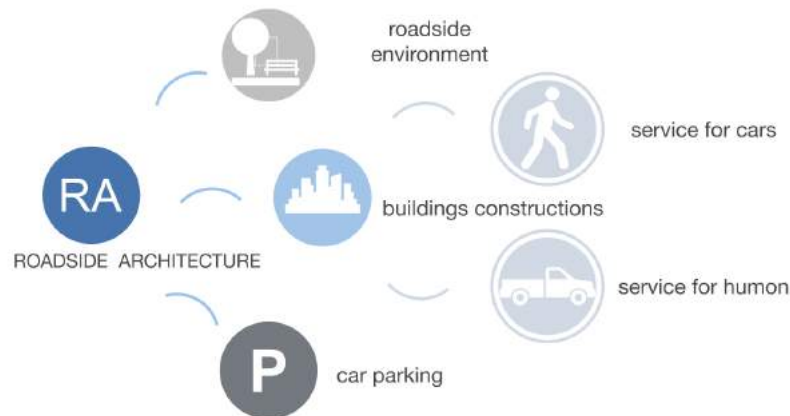 roadside
environment
service for cars
RA
buildings constructions
ROADSIDE ARCHITECTURE
service for humon
P
car parking